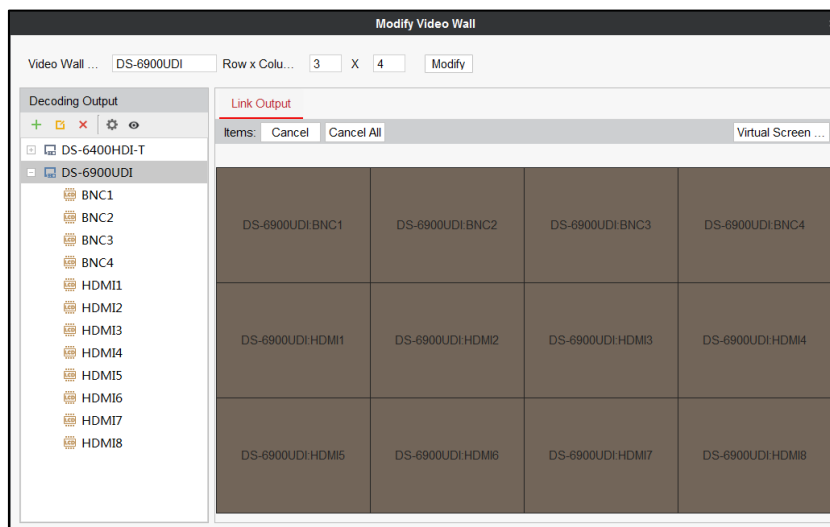 Modify Video Wall
Video Wall ... DS-6900UDI Row x Colu... 3 X 4 Modify
Decoding Output
Link Output
Items: Cancel Cancel All Virtual Screen ...
DS-6400HDI-T
DS-6900UDI
BNC1
BNC2
BNC3
BNC4
HDMI1
HDMI2
HDMI3
HDMI4
HDMI5
HDMI6
HDMI7
HDMI8
DS-6900UDI:BNC1 DS-6900UDI:BNC2 DS-6900UDI:BNC3 DS-6900UDI:BNC4
DS-6900UDI:HDMI1 DS-6900UDI:HDMI2 DS-6900UDI:HDMI3 DS-6900UDI:HDMI4
DS-6900UDI:HDMI5 DS-6900UDI:HDMI6 DS-6900UDI:HDMI7 DS-6900UDI:HDMI8